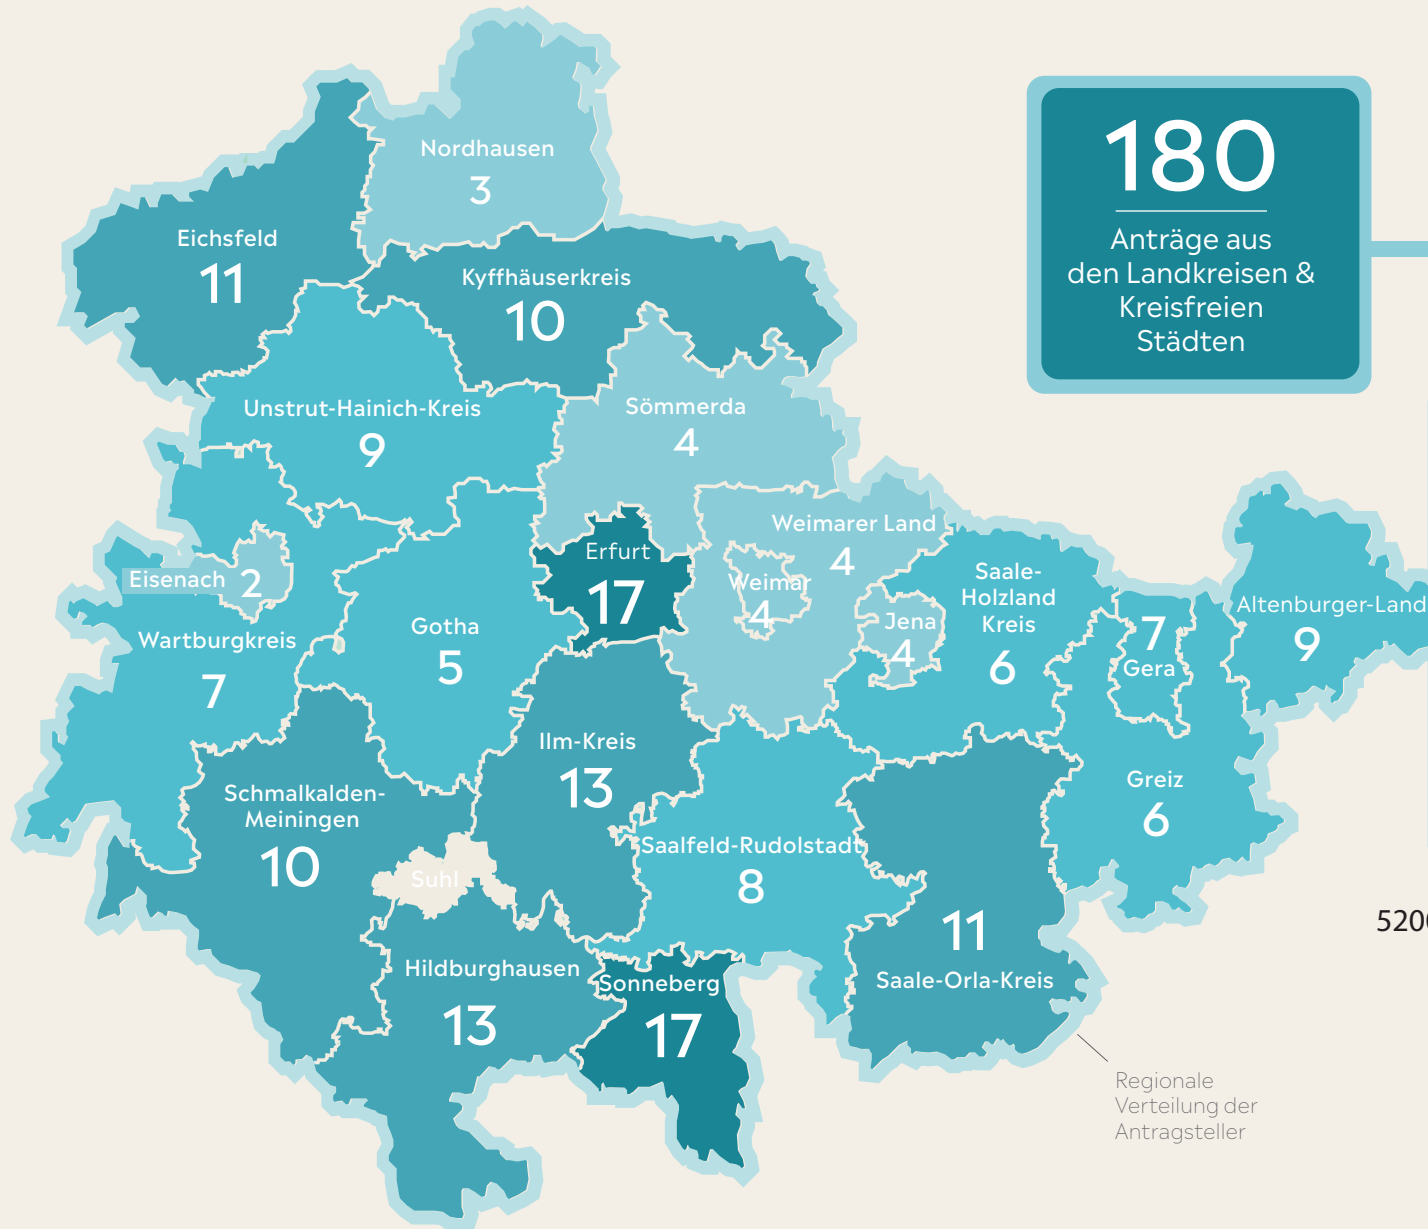 180
Anträge aus
den Landkreisen &
Kreisfreien
Städten
Nordhausen
3
Eichsfeld
11
Kyffhäuserkreis
10
Unstrut-Hainich-Kreis
9
Sömmerda
4
Weimarer Land
4
Erfurt
17
Eisenach 2
Weimar
4
Saale-
Holzland
Kreis
6
Jena
4
7
Gera
Altenburger-Land
9
Gotha
5
Wartburgkreis
7
Ilm-Kreis
13
Greiz
6
Schmalkalden-
Meiningen
10
Saalfeld-Rudolstadt
8
Suhl
11
Saale-Orla-Kreis
Hildburghausen
13
Sonneberg
17
Regionale
Verteilung der
Antragsteller